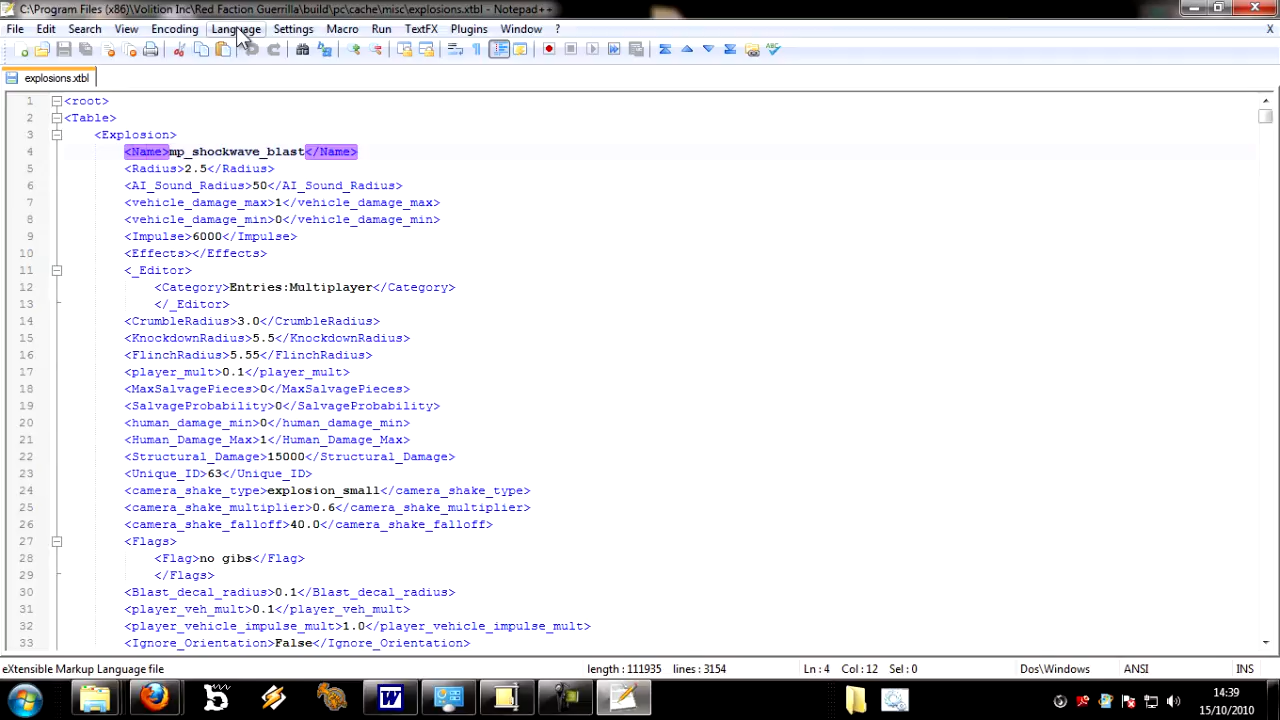 C:\Program Files (x86)\Volition Inc\Red Faction Guerrilla\build\pc\cache\misc\explosions.xtbl - Notepad++
File Edit Search View Encoding Language Settings Macro Run TextFX Plugins Window ? X
explosions.xtbl
1 <root>
2 <Table>
3 <Explosion>
4 <Name>mp_shockwave_blast</Name>
5 <Radius>2.5</Radius>
6 <AI_Sound_Radius>50</AI_Sound_Radius>
7 <vehicle_damage_max>1</vehicle_damage_max>
8 <vehicle_damage_min>0</vehicle_damage_min>
9 <Impulse>6000</Impulse>
10 <Effects></Effects>
11 <_Editor>
12 <Category>Entries:Multiplayer</Category>
13 </_Editor>
14 <CrumbleRadius>3.0</CrumbleRadius>
15 <KnockdownRadius>5.5</KnockdownRadius>
16 <FlinchRadius>5.55</FlinchRadius>
17 <player_mult>0.1</player_mult>
18 <MaxSalvagePieces>0</MaxSalvagePieces>
19 <SalvageProbability>0</SalvageProbability>
20 <human_damage_min>0</human_damage_min>
21 <Human_Damage_Max>1</Human_Damage_Max>
22 <Structural_Damage>15000</Structural_Damage>
23 <Unique_ID>63</Unique_ID>
24 <camera_shake_type>explosion_small</camera_shake_type>
25 <camera_shake_multiplier>0.6</camera_shake_multiplier>
26 <camera_shake_falloff>40.0</camera_shake_falloff>
27 <Flags>
28 <Flag>no gibs</Flag>
29 </Flags>
30 <Blast_decal_radius>0.1</Blast_decal_radius>
31 <player_veh_mult>0.1</player_veh_mult>
32 <player_vehicle_impulse_mult>1.0</player_vehicle_impulse_mult>
33 <Ignore_Orientation>False</Ignore_Orientation>
eXtensible Markup Language file length : 111935 lines : 3154 Ln : 4 Col : 12 Sel : 0 Dos\Windows ANSI INS
14:39
15/10/2010